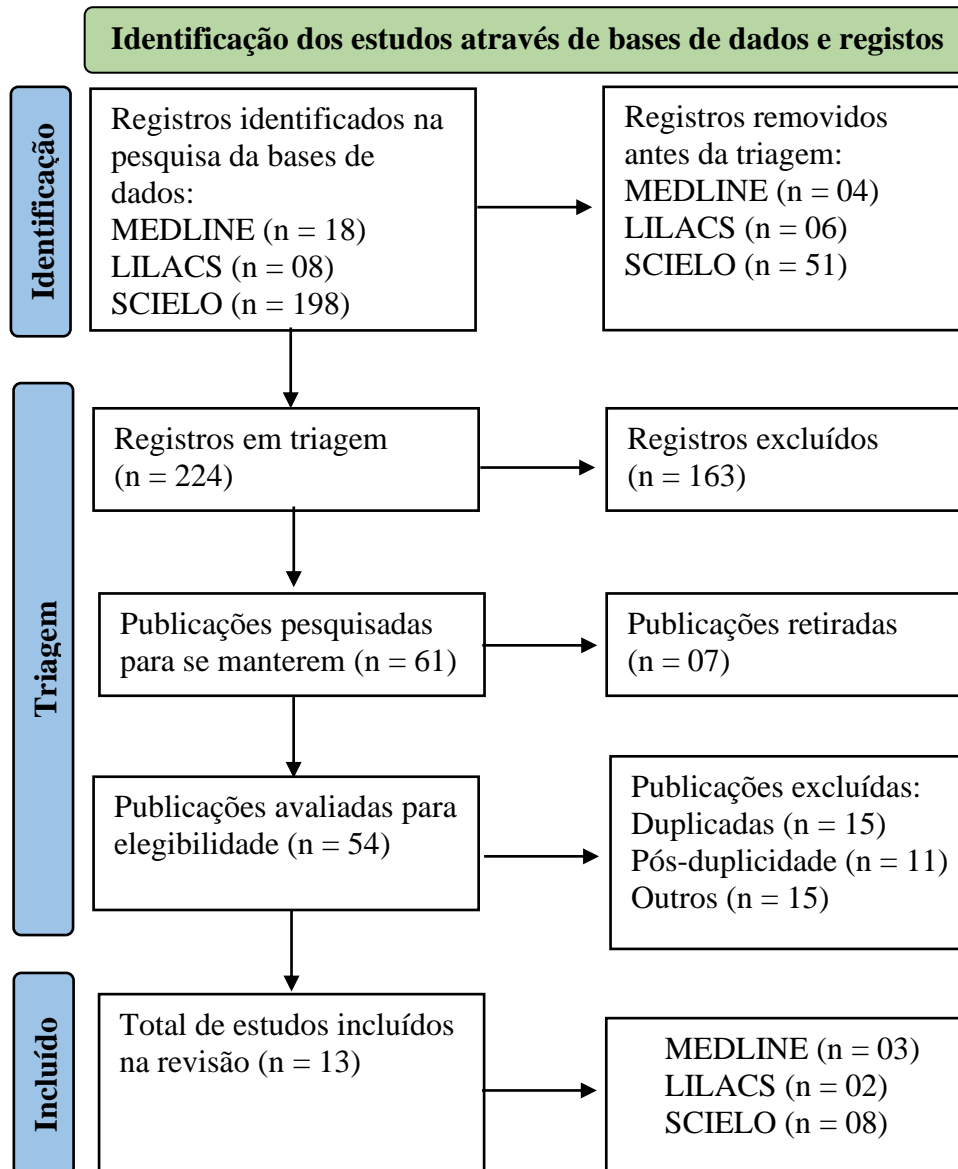 Identificação dos estudos através de bases de dados e registos
Identificação
Registros identificados na
pesquisa da bases de
dados:
MEDLINE (n = 18)
LILACS (n = 08)
SCIELO (n = 198)
Registros removidos
antes da triagem:
MEDLINE (n = 04)
LILACS (n = 06)
SCIELO (n = 51)
Triagem
Registros em triagem
(n = 224)
Registros excluídos
(n = 163)
Publicações pesquisadas
para se manterem (n = 61)
Publicações retiradas
(n = 07)
Publicações avaliadas para
elegibilidade (n = 54)
Publicações excluídas:
Duplicadas (n = 15)
Pós-duplicidade (n = 11)
Outros (n = 15)
Incluído
Total de estudos incluídos
na revisão (n = 13)
MEDLINE (n = 03)
LILACS (n = 02)
SCIELO (n = 08)